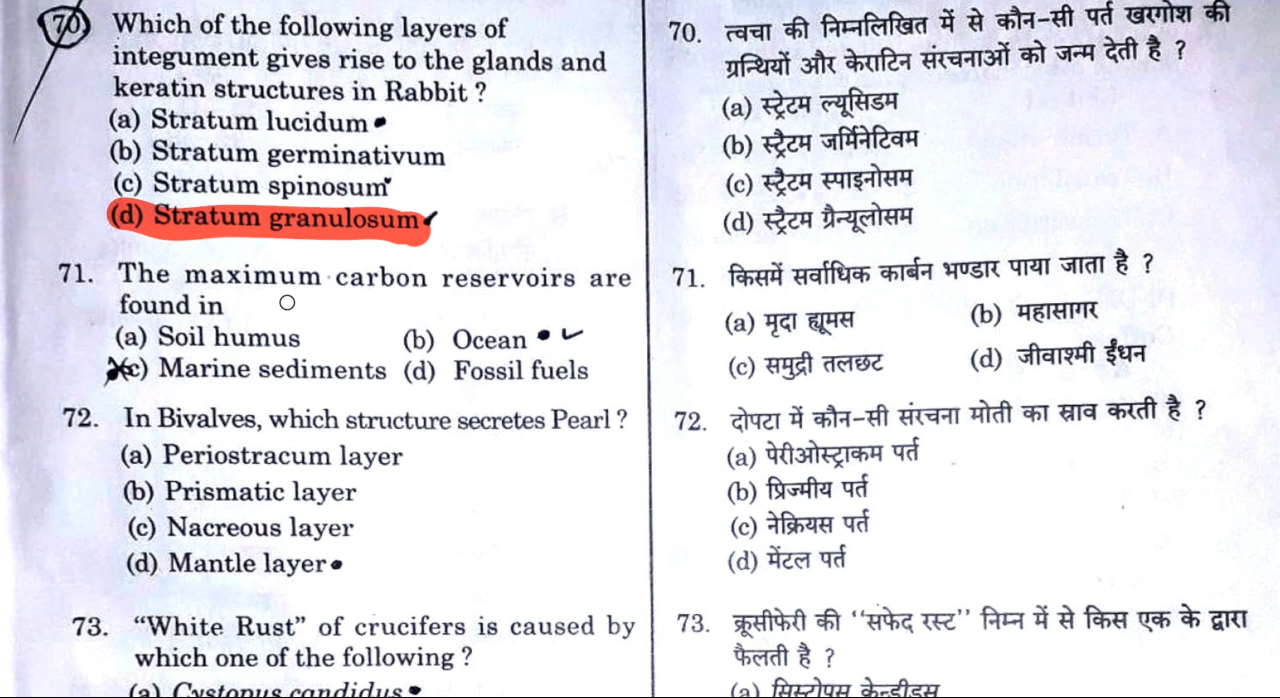 70. Which of the following layers of
integument gives rise to the glands and
keratin structures in Rabbit ?
(a) Stratum lucidum
(b) Stratum germinativum
(c) Stratum spinosum
(d) Stratum granulosum
71. The maximum carbon reservoirs are
found in
(a) Soil humus (b) Ocean
(c) Marine sediments (d) Fossil fuels
72. In Bivalves, which structure secretes Pearl ?
(a) Periostracum layer
(b) Prismatic layer
(c) Nacreous layer
(d) Mantle layer
73. “White Rust” of crucifers is caused by
which one of the following ?
(a) Cystopus candidus
70. त्वचा की निम्नलिखित में से कौन-सी पर्त खरगोश की
ग्रन्थियों और केराटिन संरचनाओं को जन्म देती है ?
(a) स्ट्रेटम ल्यूसिडम
(b) स्ट्रैटम जर्मिनेटिवम
(c) स्ट्रैटम स्पाइनोसम
(d) स्ट्रैटम ग्रैन्यूलोसम
71. किसमें सर्वाधिक कार्बन भण्डार पाया जाता है ?
(a) मृदा ह्यूमस (b) महासागर
(c) समुद्री तलछट (d) जीवाश्मी ईंधन
72. दोपटा में कौन-सी संरचना मोती का स्राव करती है ?
(a) पेरीओस्ट्राकम पर्त
(b) प्रिज्मीय पर्त
(c) नेक्रियस पर्त
(d) मेंटल पर्त
73. क्रूसीफेरी की ‘‘सफेद रस्ट’’ निम्न में से किस एक के द्वारा
फैलती है ?
(a) सिस्टोपस केन्डीडस